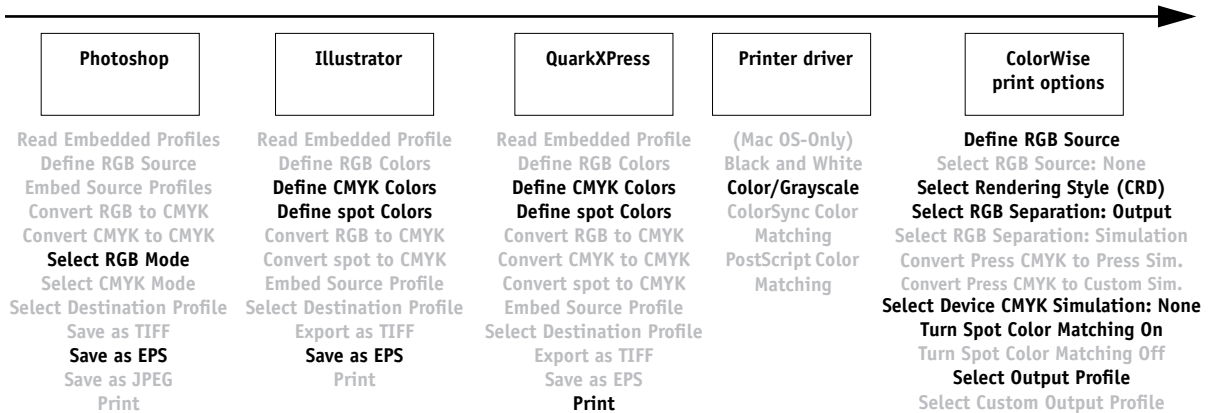 Photoshop
Read Embedded Profiles
Define RGB Source
Embed Source Profiles
Convert RGB to CMYK
Convert CMYK to CMYK
Select RGB Mode
Select CMYK Mode
Select Destination Profile
Save as TIFF
Save as EPS
Save as JPEG
Print
Illustrator
Read Embedded Profile
Define RGB Colors
Define CMYK Colors
Define spot Colors
Convert RGB to CMYK
Convert spot to CMYK
Embed Source Profile
Select Destination Profile
Export as TIFF
Save as EPS
Print
QuarkXPress
Read Embedded Profile
Define RGB Colors
Define CMYK Colors
Define spot Colors
Convert RGB to CMYK
Convert CMYK to CMYK
Convert spot to CMYK
Embed Source Profile
Select Destination Profile
Export as TIFF
Save as EPS
Print
Printer driver
(Mac OS-Only)
Black and White
Color/Grayscale
ColorSync Color
Matching
PostScript Color
Matching
ColorWise
print options
Define RGB Source
Select RGB Source: None
Select Rendering Style (CRD)
Select RGB Separation: Output
Select RGB Separation: Simulation
Convert Press CMYK to Press Sim.
Convert Press CMYK to Custom Sim.
Select Device CMYK Simulation: None
Turn Spot Color Matching On
Turn Spot Color Matching Off
Select Output Profile
Select Custom Output Profile